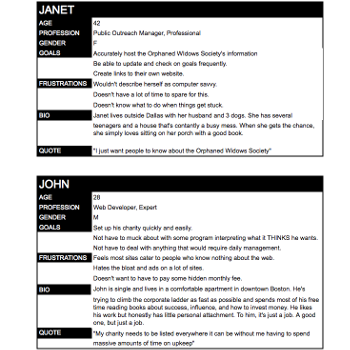 JANET
AGE 42
PROFESSION Public Outreach Manager, Professional
GENDER F
GOALS Accurately host the Orphaned Widows Society's information
Be able to update and check on goals frequently.
Create links to their own website.
FRUSTRATIONS Wouldn't describe herself as computer savvy.
Doesn't have a lot of time to spare for this.
Doesn't know what to do when things get stuck.
BIO Janet lives outside Dallas with her husband and 3 dogs. She has several
teenagers and a house that's contantly a busy mess. When she gets the chance,
she simply loves sitting on her porch with a good book.
QUOTE "I just want people to know about the Orphaned Widows Society"
JOHN
AGE 28
PROFESSION Web Developer, Expert
GENDER M
GOALS Set up his charity quickly and easily.
Not have to muck about with some program interpreting what it THINKS he wants.
Not have to deal with anything that would require daily management.
FRUSTRATIONS Feels most sites cater to people who know nothing about the web.
Hates the bloat and ads on a lot of sites.
Doesn't want to have to pay some hidden monthly fee.
BIO John is single and lives in a comfortable apartment in downtown Boston. He's
trying to climb the corporate ladder as fast as possible and spends most of his free
time reading books about success, influence, and how to invest money. He likes
his work but honestly has little personal attachment. To him, it's just a job. A good
one, but just a job.
QUOTE "My charity needs to be listed everywhere it can be without me having to spend
massive amounts of time on upkeep"